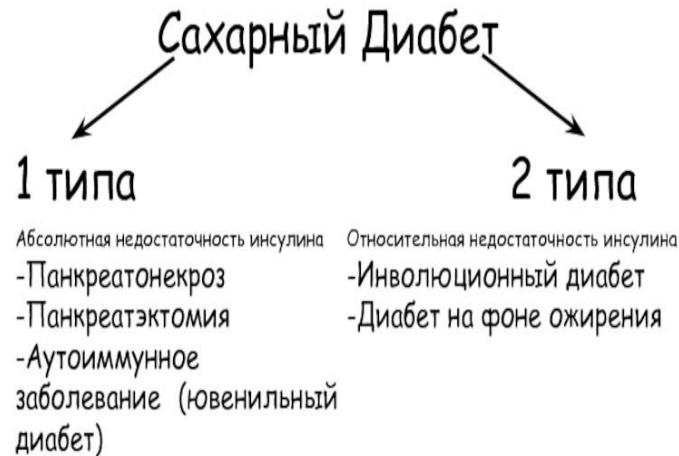 Сахарный Диабет
1 типа
2 типа
Абсолютная недостаточность инсулина
-Панкреатонекроз
-Панкреатэктомия
-Аутоиммунное
заболевание (ювенильный
диабет)
Относительная недостаточность инсулина
-Инволюционный диабет
-Диабет на фоне ожирения